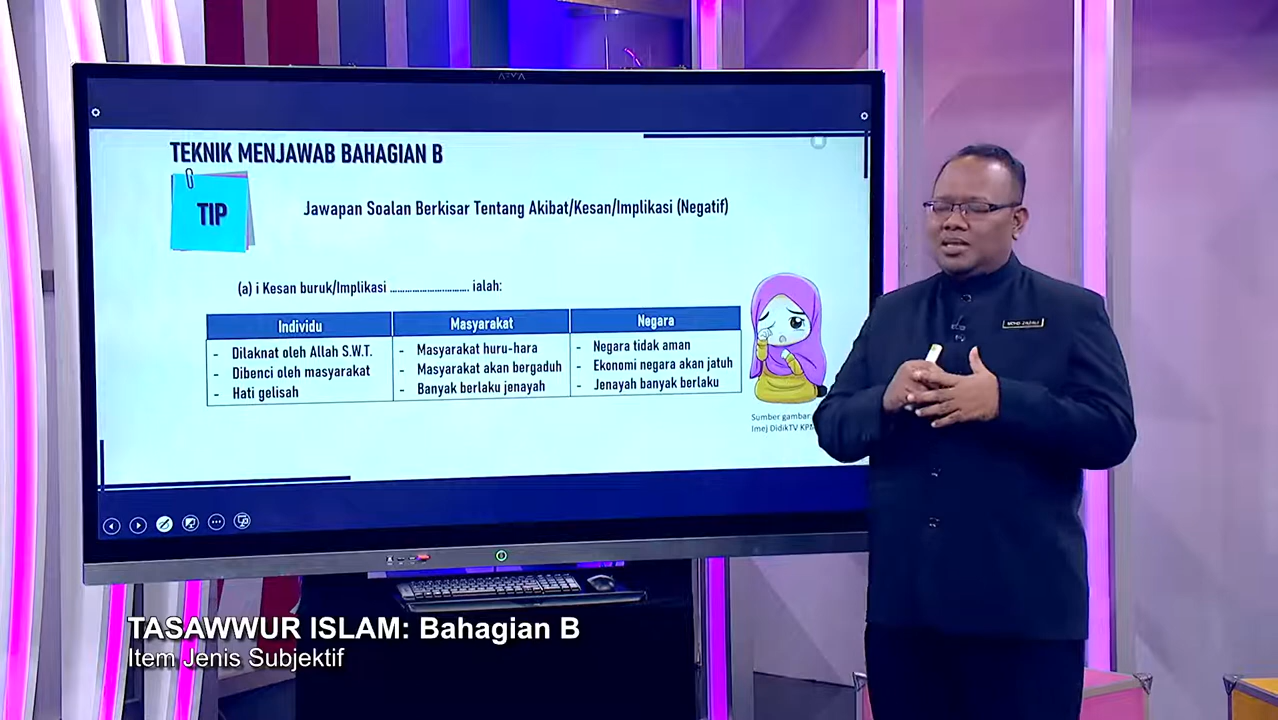 TEKNIK MENJAWAB BAHAGIAN B
TIP
Jawapan Soalan Berkisar Tentang Akibat/Kesan/Implikasi (Negatif)
(a) i Kesan buruk/Implikasi ............................ ialah:
Individu
- Dilaknat oleh Allah S.W.T.
- Dibenci oleh masyarakat
- Hati gelisah
Masyarakat
- Masyarakat huru-hara
- Masyarakat akan bergaduh
- Banyak berlaku jenayah
Negara
- Negara tidak aman
- Ekonomi negara akan jatuh
- Jenayah banyak berlaku
Sumber gambar:
Imej DidikTV KPM
TASAWWUR ISLAM: Bahagian B
Item Jenis Subjektif